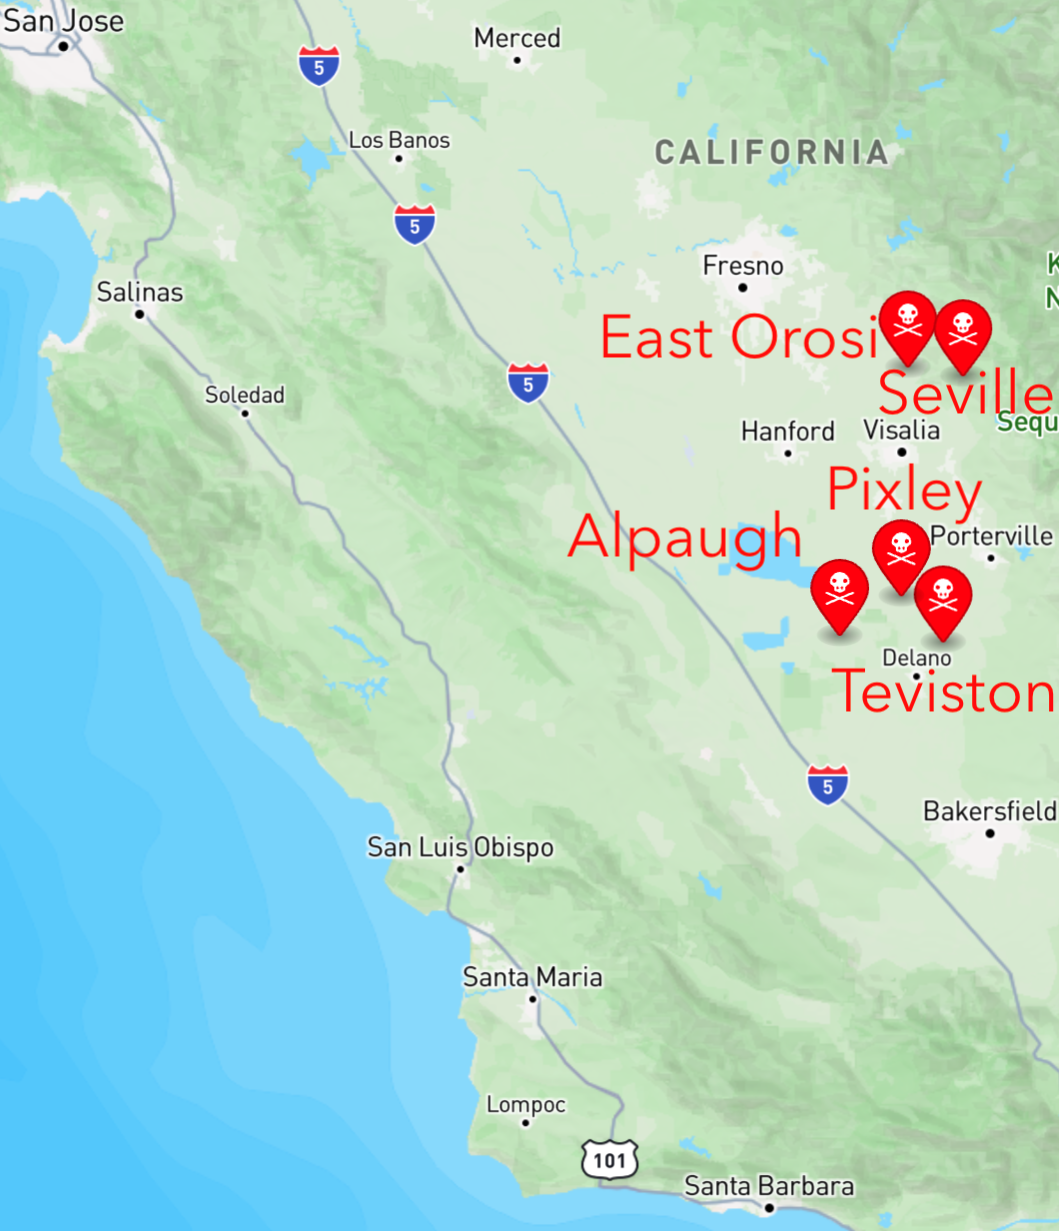 San Jose
5
Merced
Los Banos
CALIFORNIA
5
Fresno
K
N
Salinas
East Orosi
5
Seville
Soledad
Sequ
Hanford
Visalia
Pixley
Alpaugh
Porterville
Delano
Teviston
5
Bakersfield
San Luis Obispo
Santa Maria
Lompoc
101
Santa Barbara